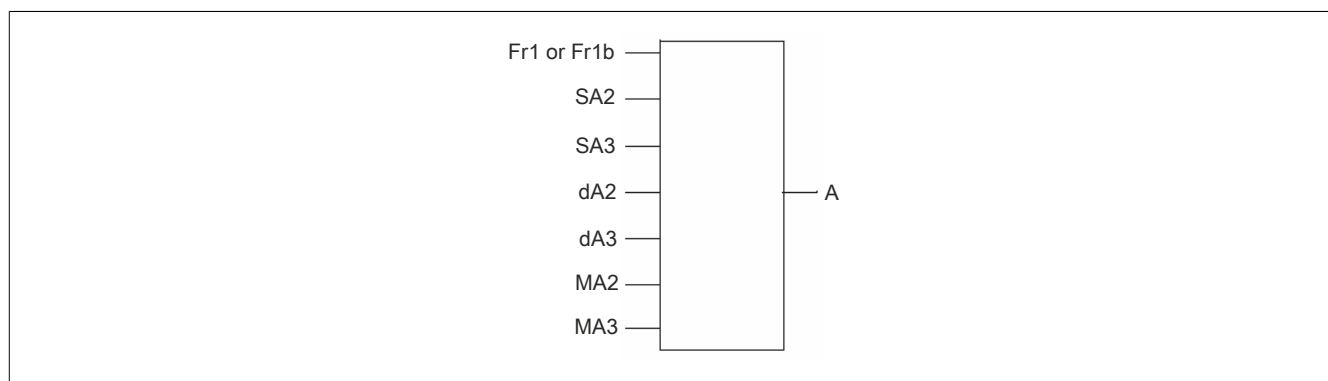 Fr1 or Fr1b
SA2
SA3
dA2
A
dA3
MA2
MA3